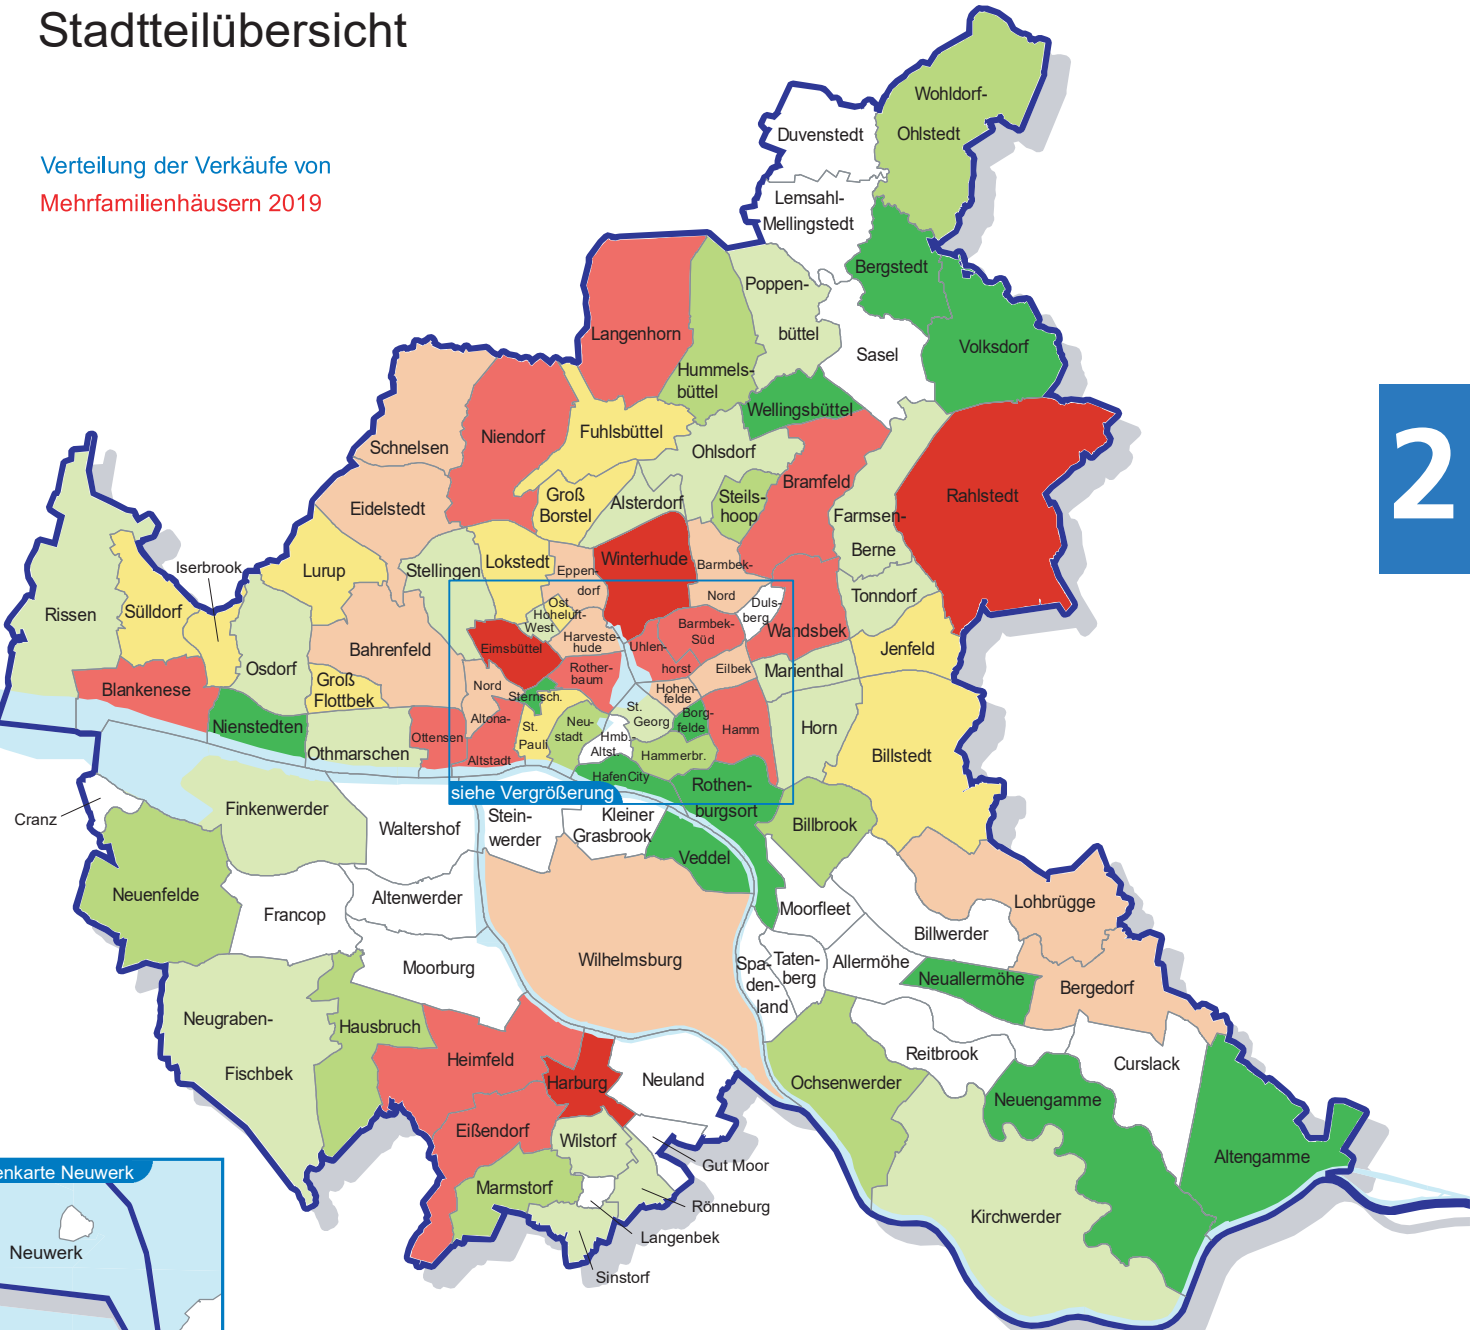 Stadtteilübersicht
Verteilung der Verkäufe von
Mehrfamilienhäusern 2019
2
Wohldorf-
Ohlstedt
Duvenstedt
Lemsahl-
Mellingstedt
Bergstedt
Poppen-
büttel
Sasel
Volksdorf
Langenhorn
Hummels-
büttel
Wellingsbüttel
Schnelsen
Niendorf
Fuhlsbüttel
Ohlsdorf
Bramfeld
Rahlstedt
Eidelstedt
Groß
Borstel
Alsterdorf
Steils-
hoop
Farmsen-
Berne
Iserbrook
Lurup
Stellingen
Lokstedt
Eppen-
dorf
Winterhude
Barmbek-
Nord
Duls-
berg
Tonndorf
Rissen
Sülldorf
Osdorf
Bahrenfeld
Eimsbüttel
Ost
Hoheluft-
West
Harveste-
hude
Uhlen-
horst
Barmbek-
Süd
Wandsbek
Jenfeld
Blankenese
Groß
Flottbek
Nord
Altona-
Altstadt
Sternsch.
Rother-
baum
Hohen-
felde
Eilbek
Marienthal
Nienstedten
Othmarschen
Ottensen
St.
Pauli
Neu-
stadt
Hmb.-
Altst.
St.
Georg
Borg-
felde
Hamm
Horn
Billstedt
Hammerbr.
HafenCity
Rothen-
burgsort
siehe Vergrößerung
Cranz
Finkenwerder
Waltershof
Stein-
werder
Kleiner
Grasbrook
Veddel
Billbrook
Neuenfelde
Francop
Altenwerder
Moorfleet
Lohbrügge
Billwerder
Moorburg
Wilhelmsburg
Spa-
den-
land
Taten-
berg
Allermöhe
Neuallermöhe
Bergedorf
Neugraben-
Fischbek
Hausbruch
Heimfeld
Harburg
Neuland
Ochsenwerder
Reitbrook
Curslack
Neuengamme
Eißendorf
Wilstorf
Gut Moor
Altengamme
Marmstorf
Rönneburg
Langenbek
Sinstorf
Kirchwerder
enkarte Neuwerk
Neuwerk